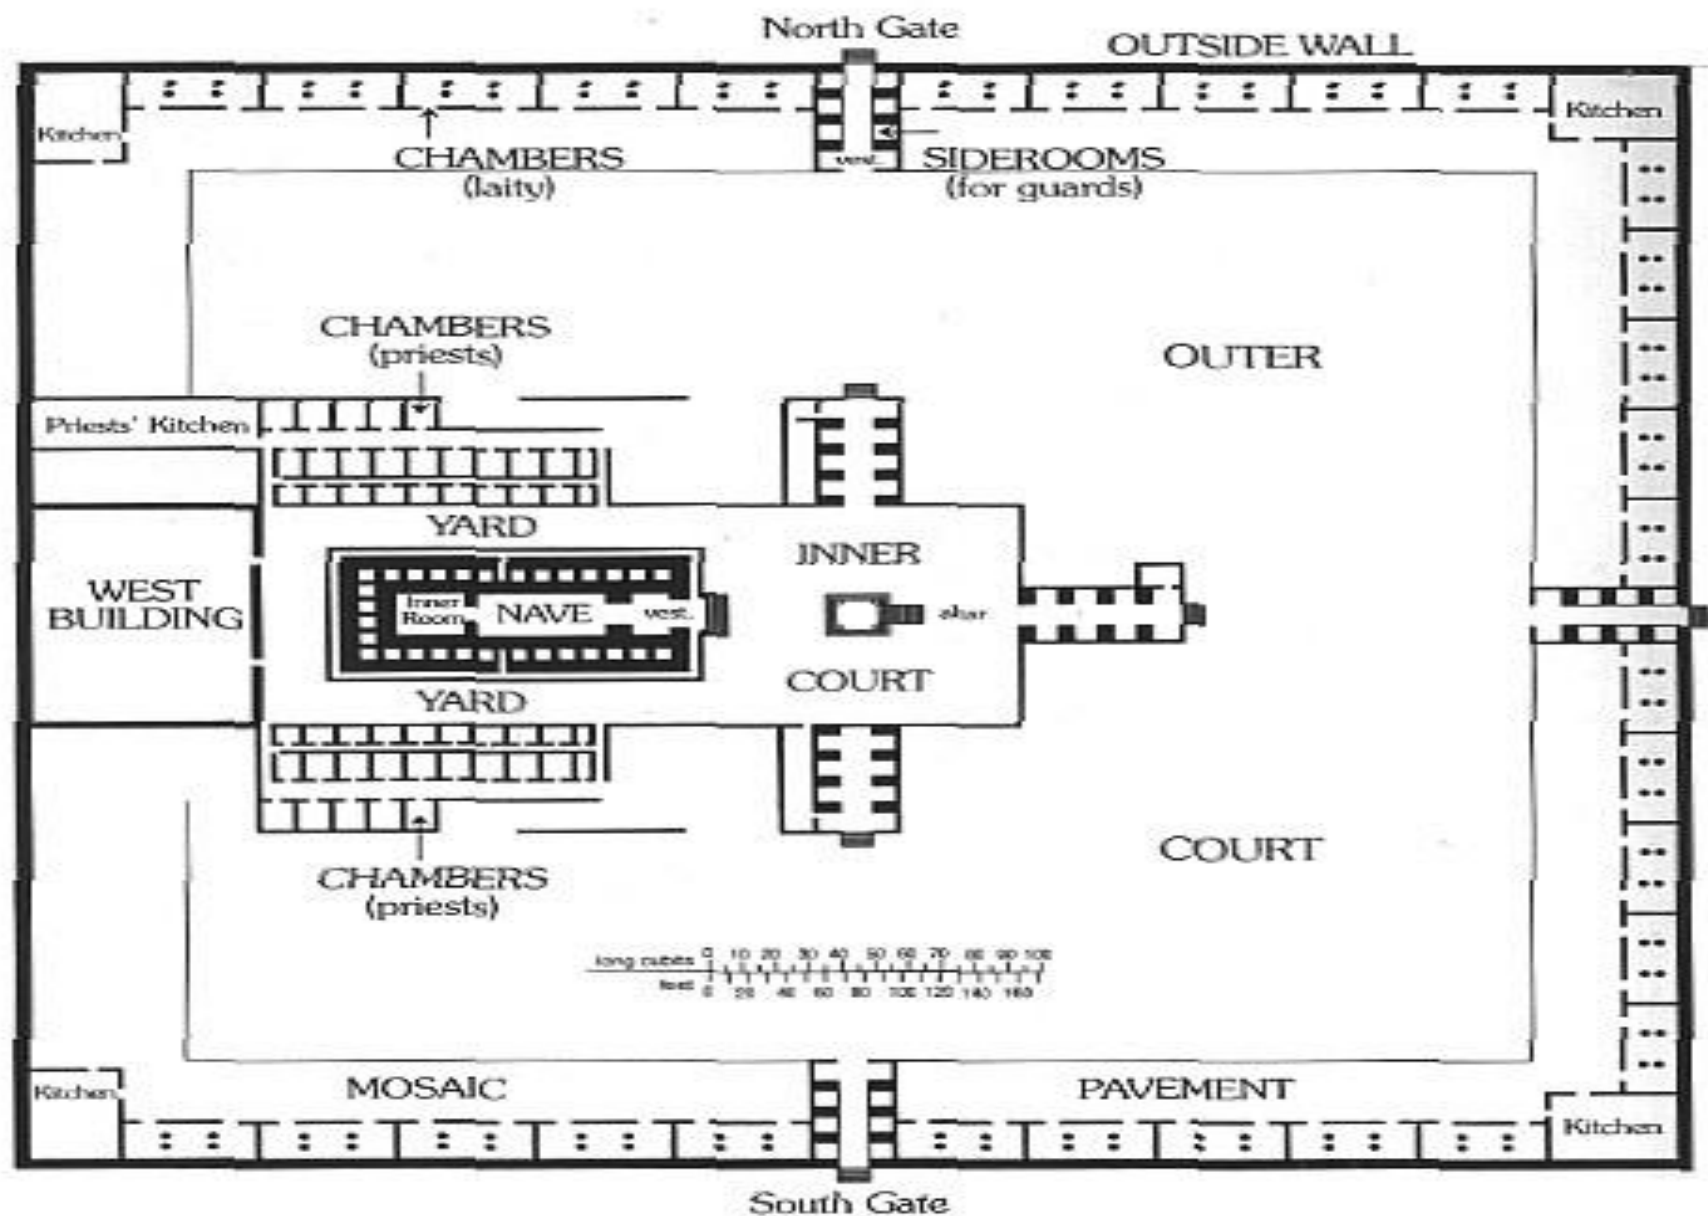 North Gate
OUTSIDE WALL
Kitchen
Kitchen
CHAMBERS
(laity)
vest.
SIDEROOMS
(for guards)
CHAMBERS
(priests)
OUTER
Priests' Kitchen
YARD
INNER
WEST
BUILDING
Inner
Room
NAVE
vest.
altar
COURT
YARD
CHAMBERS
(priests)
COURT
long cubits 0 10 20 30 40 50 60 70 80 90 100
feet 0 20 40 60 80 100 120 140 160
Kitchen
MOSAIC
PAVEMENT
Kitchen
South Gate